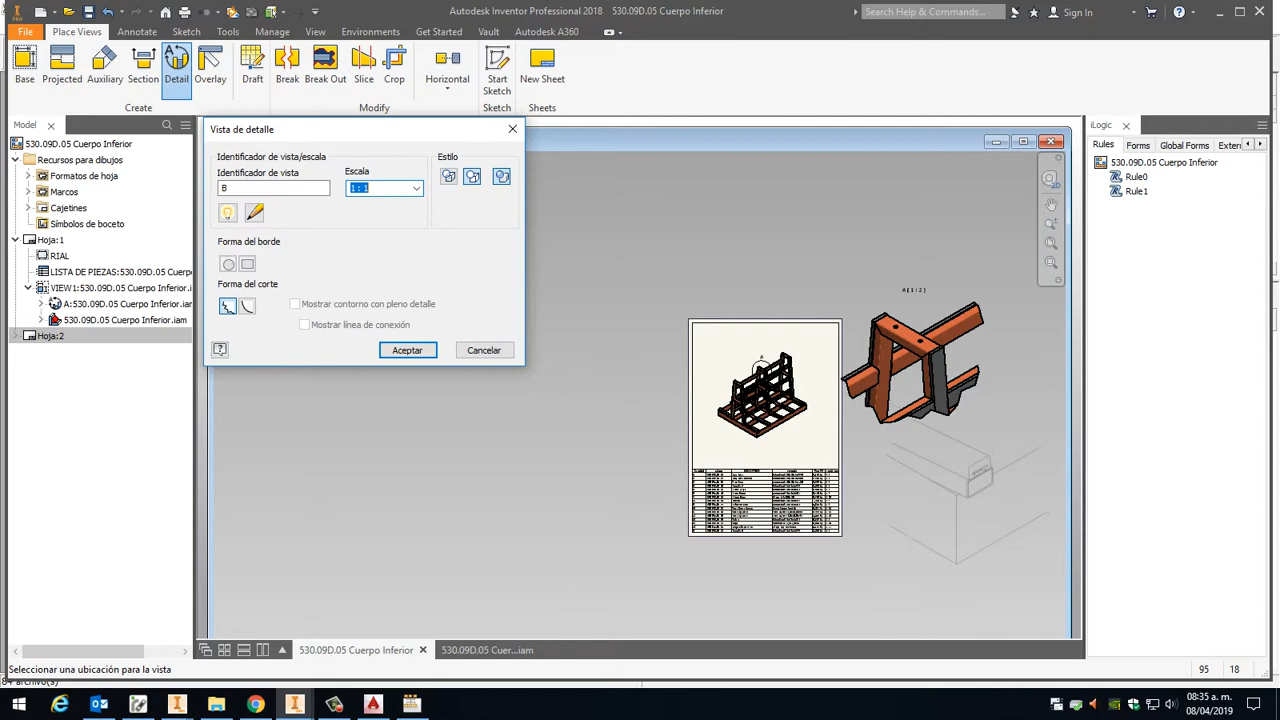 PRO
Autodesk Inventor Professional 2018   530.09D.05 Cuerpo Inferior
Search Help & Commands...
Sign In
File
Place Views
Annotate
Sketch
Tools
Manage
View
Environments
Get Started
Vault
Autodesk A360
Base
Projected
Auxiliary
Section
Detail
Overlay
Draft
Break
Break Out
Slice
Crop
Horizontal
Start
Sketch
New Sheet
Create
Modify
Sketch
Sheets
Model
530.09D.05 Cuerpo Inferior
Recursos para dibujos
Formatos de hoja
Marcos
Cajetines
Símbolos de boceto
Hoja:1
RIAL
LISTA DE PIEZAS:530.09D.05 Cuerpo
VIEW1:530.09D.05 Cuerpo Inferior.i
A:530.09D.05 Cuerpo Inferior.iam
530.09D.05 Cuerpo Inferior.iam
Hoja:2
Vista de detalle
Identificador de vista/escala
Identificador de vista
Escala
Estilo
B
1 : 1
Forma del borde
Forma del corte
Mostrar contorno con pleno detalle
Mostrar línea de conexión
Aceptar
Cancelar
A ( 1 : 2 )
A
iLogic
Rules
Forms
Global Forms
Exter
530.09D.05 Cuerpo Inferior
Rule0
Rule1
530.09D.05 Cuerpo Inferior
530.09D.05 Cuer...iam
Seleccionar una ubicación para la vista
95
18
archivo(s)
08:35 a. m.
08/04/2019